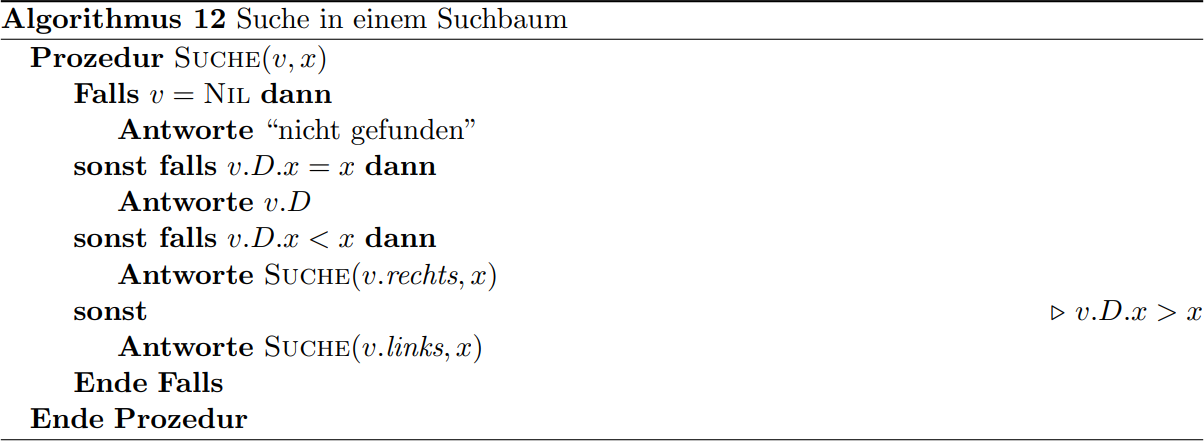 Algorithmus 12 Suche in einem Suchbaum
Prozedur Suche(v, x)
Falls v = Nil dann
Antworte “nicht gefunden”
sonst falls v.D.x = x dann
Antworte v.D
sonst falls v.D.x < x dann
Antworte Suche(v.rechts, x)
sonst ▷ v.D.x > x
Antworte Suche(v.links, x)
Ende Falls
Ende Prozedur